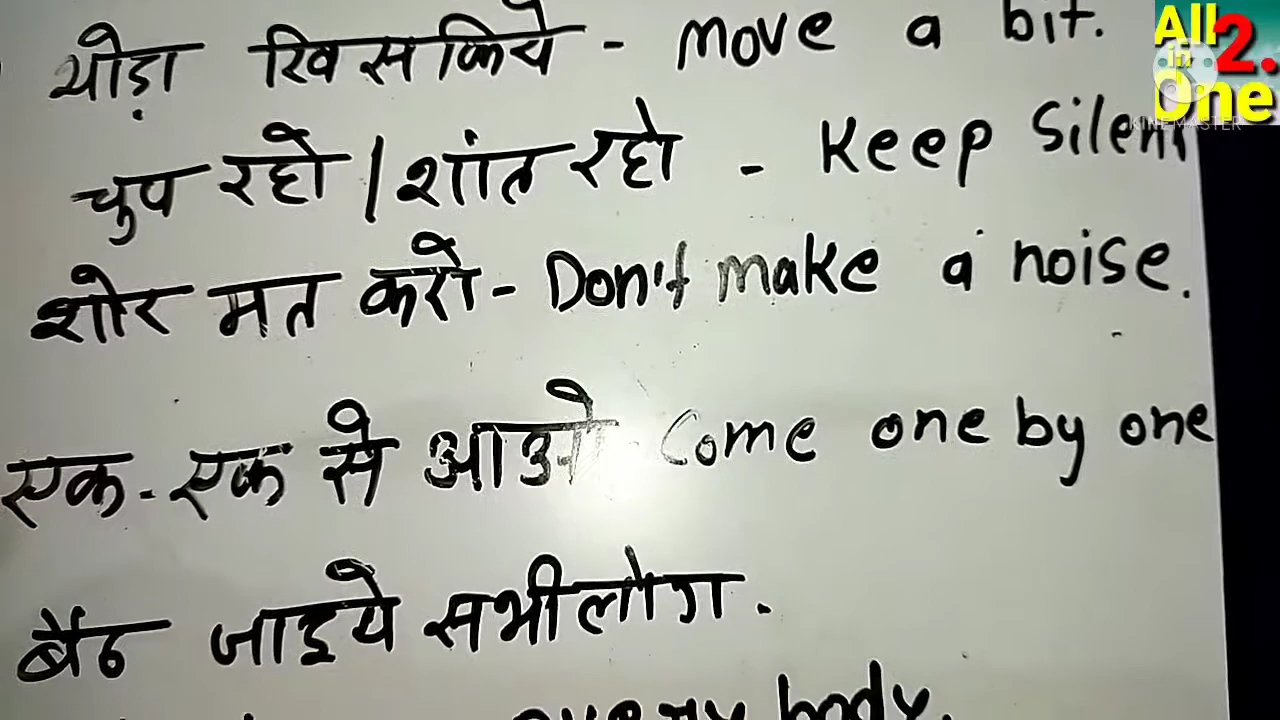 थोड़ा खिसकिये - Move a bit.
चुप रहो / शांत रहो - Keep Silent
शोर मत करो - Don't make a noise.
एक - एक से आओ Come one by one
बैठ जाइये सभी लोग.
every body.
All
in
One
2.
KINEMASTER